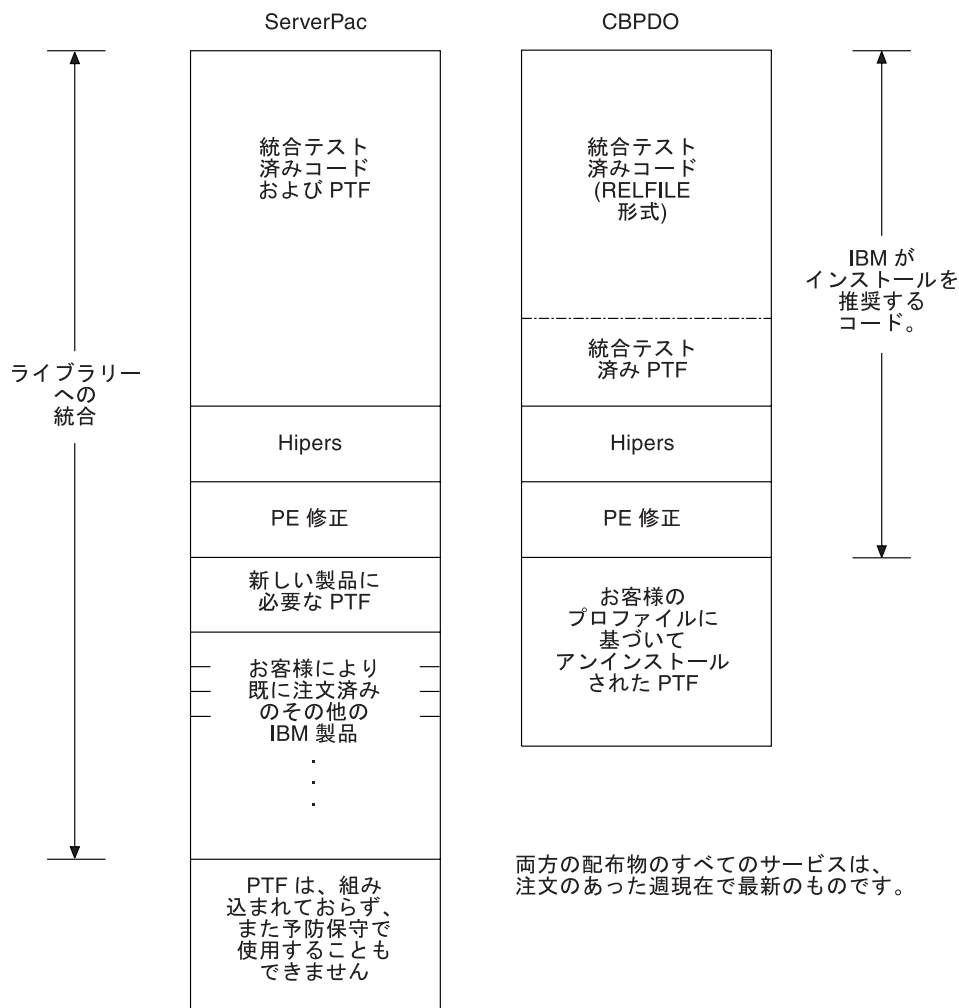 ServerPac
CBPDO
統合テスト
済みコード
および PTF
統合テスト
済みコード
(RELFILE
形式)
IBM が
インストールを
推奨する
コード。
統合テスト
済み PTF
ライブラリー
への
統合
Hipers
Hipers
PE 修正
PE 修正
新しい製品に
必要な PTF
お客様の
プロファイルに
基づいて
アンインストール
された PTF
お客様により
既に注文済み
のその他の
IBM 製品
.
.
.
両方の配布物のすべてのサービスは、
注文のあった週現在で最新のものです。
PTF は、組み
込まれておらず、
また予防保守で
使用することも
できません